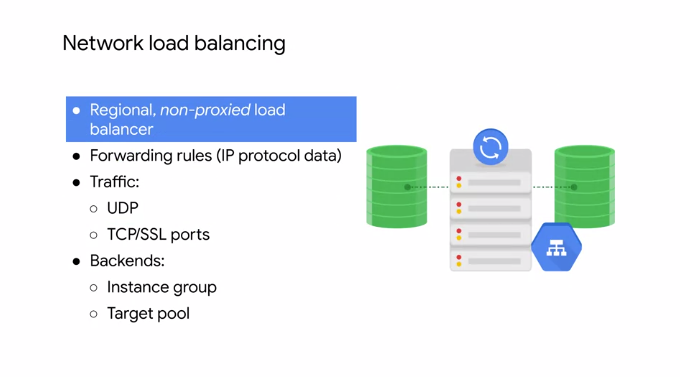 Network load balancing
● Regional, non-proxied load
balancer
● Forwarding rules (IP protocol data)
● Traffic:
○ UDP
○ TCP/SSL ports
● Backends:
○ Instance group
○ Target pool